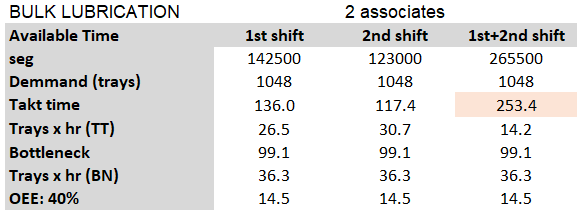 BULK LUBRICATION 2 associates
Available Time 1st shift 2nd shift 1st+2nd shift
seg 142500 123000 265500
Demmand (trays) 1048 1048 1048
Takt time 136.0 117.4 253.4
Trays x hr (TT) 26.5 30.7 14.2
Bottleneck 99.1 99.1 99.1
Trays x hr (BN) 36.3 36.3 36.3
OEE: 40% 14.5 14.5 14.5